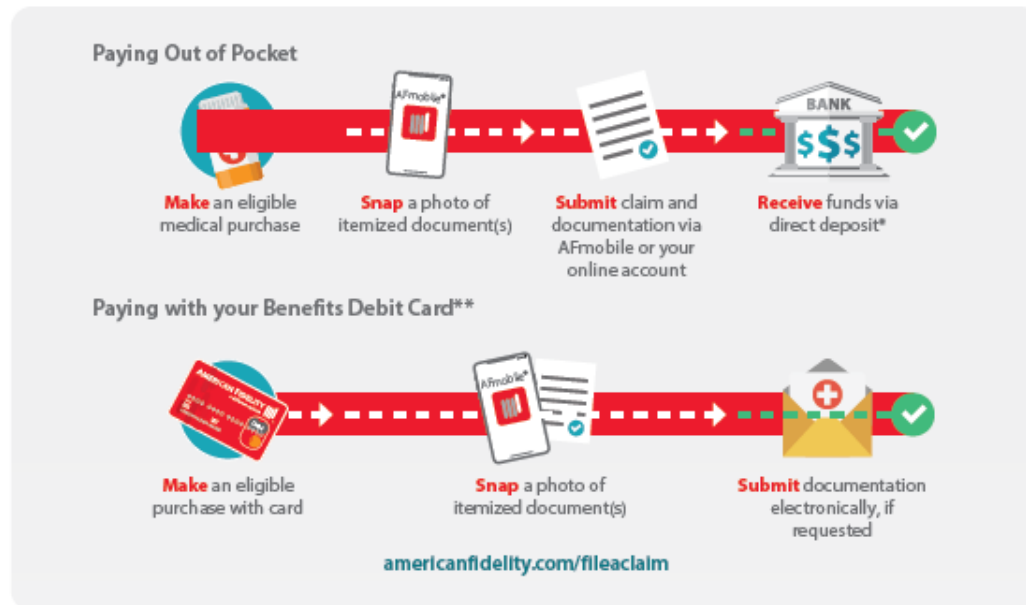 Paying Out of Pocket
AFmobile®
BANK
$$$
Make an eligible
medical purchase
Snap a photo of
itemized document(s)
Submit claim and
documentation via
AFmobile or your
online account
Receive funds via
direct deposit*
Paying with your Benefits Debit Card**
AMERICAN FIDELITY
AFmobile®
Make an eligible
purchase with card
Snap a photo of
itemized document(s)
Submit documentation
electronically, if
requested
americanfidelity.com/fileaclaim